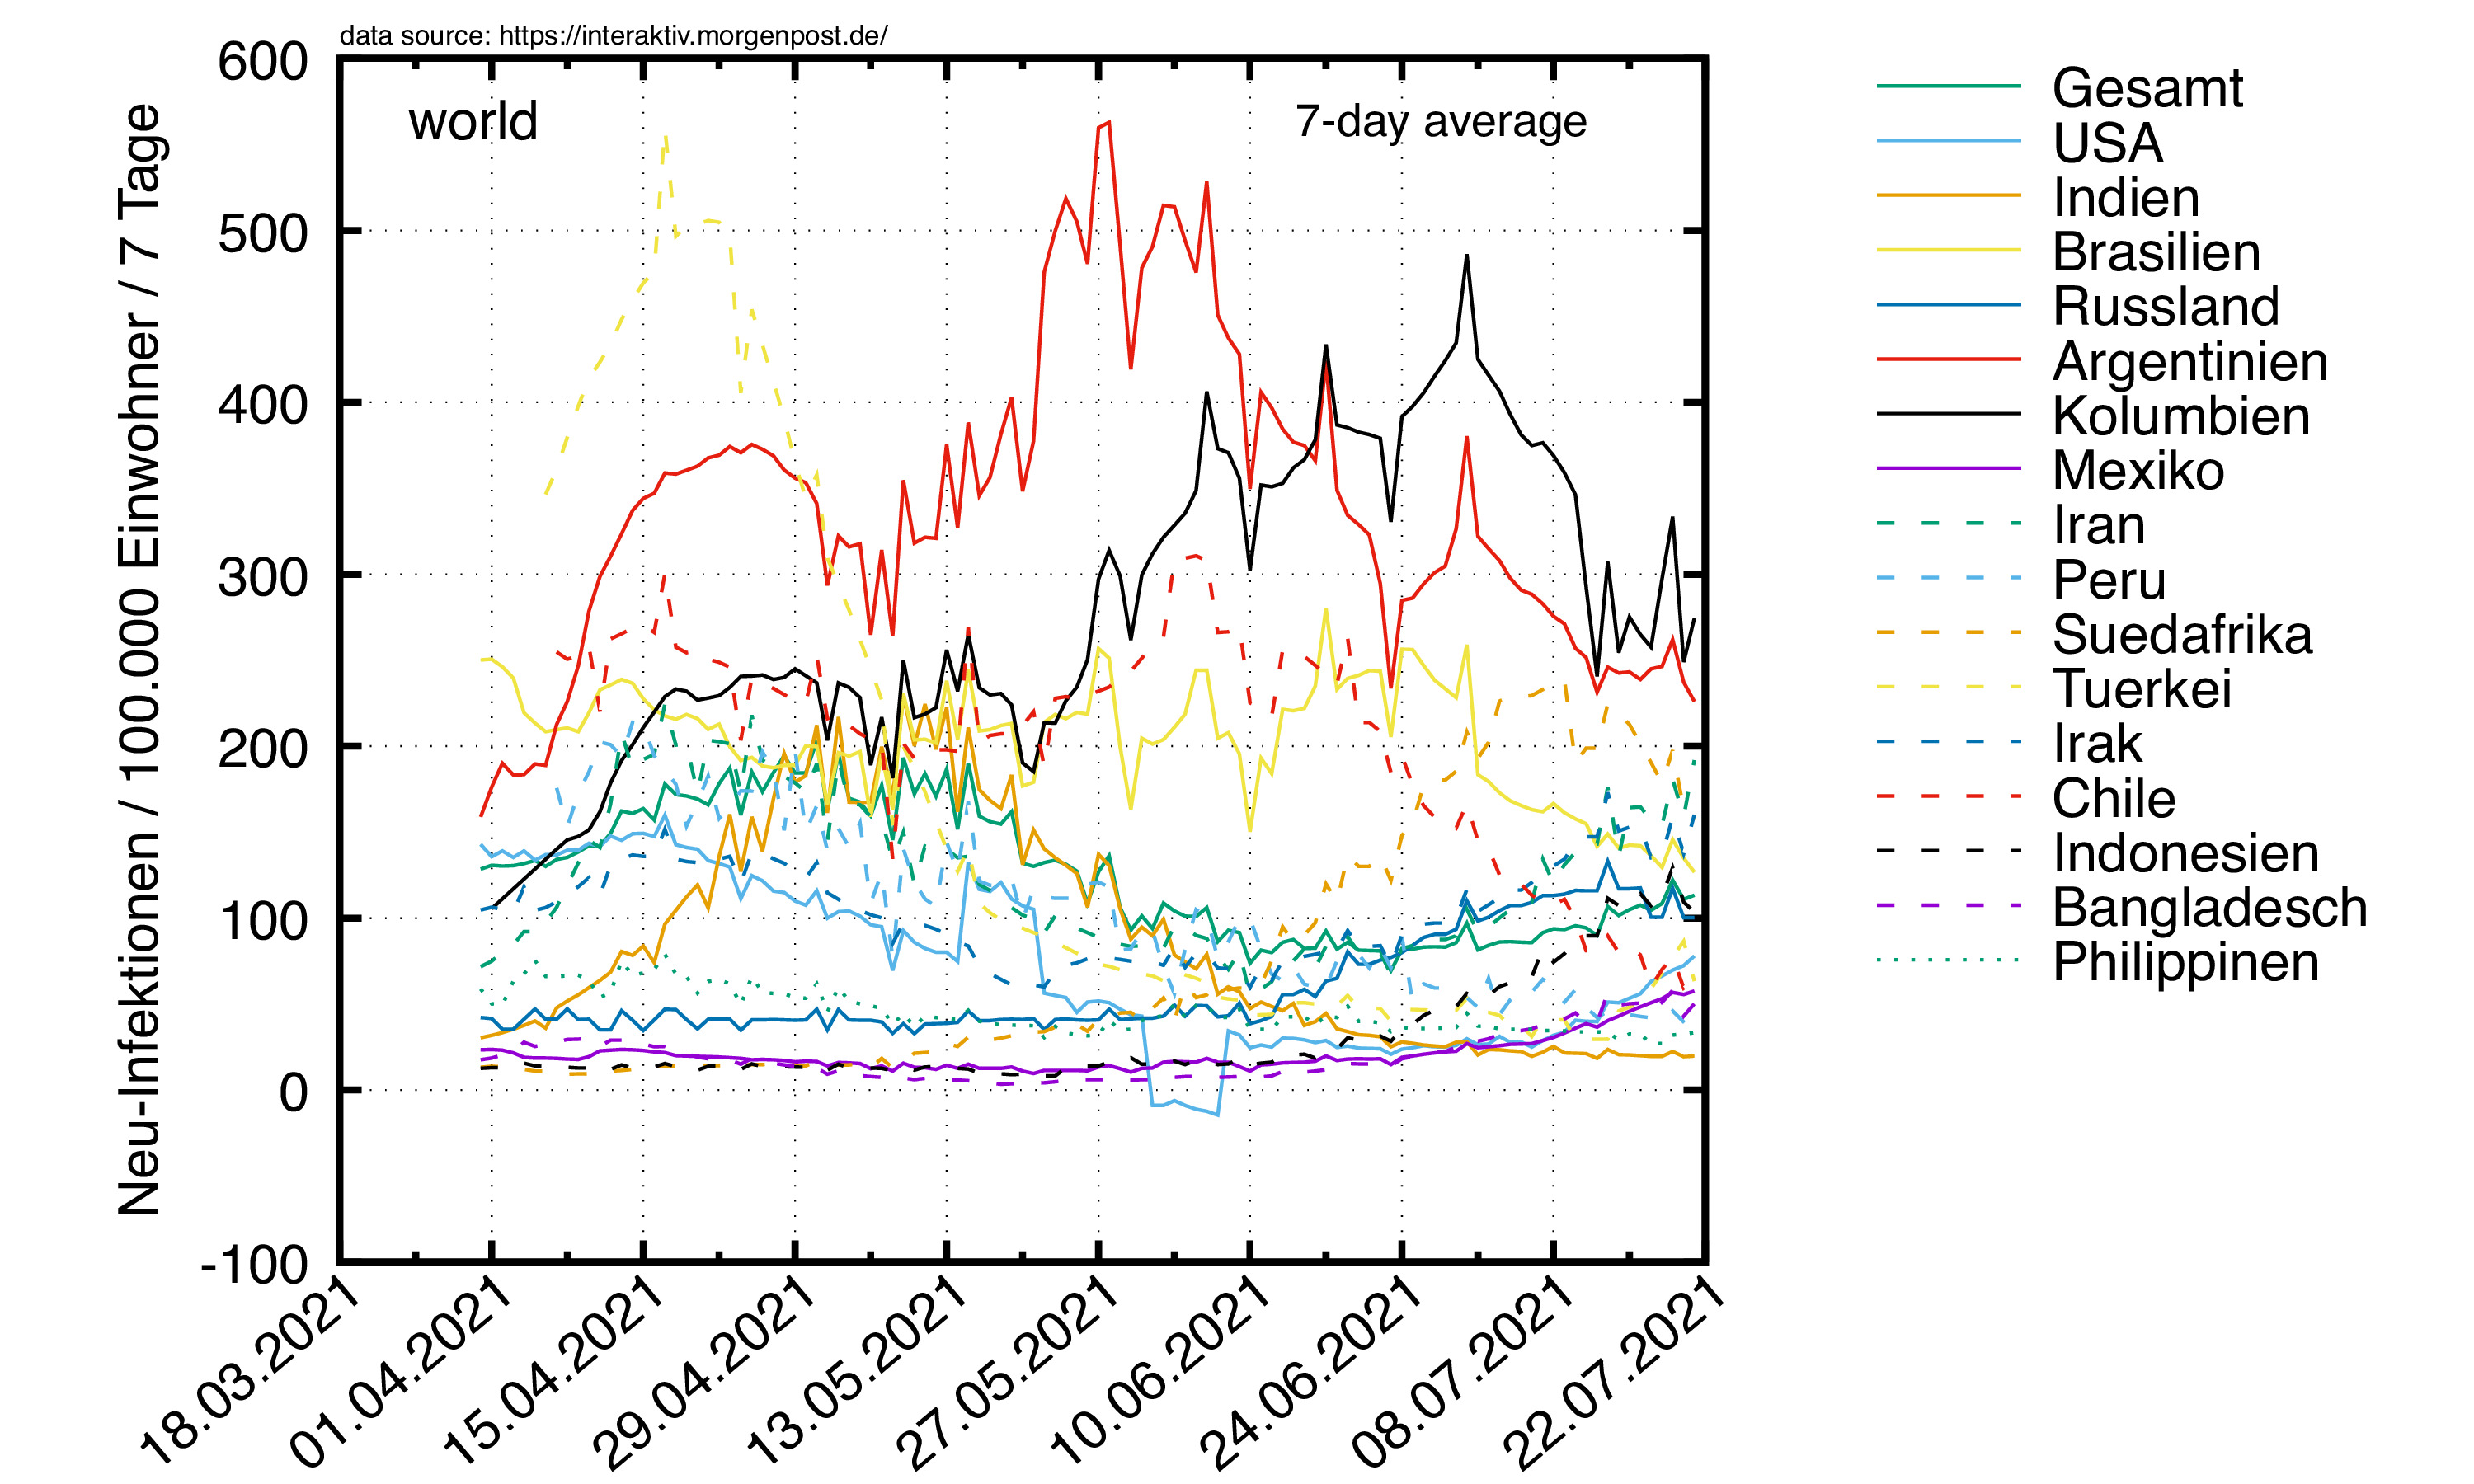 data source: https://interaktiv.morgenpost.de/
world
7-day average
Neu-Infektionen / 100.000 Einwohner / 7 Tage
600
500
400
300
200
100
0
-100
18.03.2021
01.04.2021
15.04.2021
29.04.2021
13.05.2021
27.05.2021
10.06.2021
24.06.2021
08.07.2021
22.07.2021
Gesamt
USA
Indien
Brasilien
Russland
Argentinien
Kolumbien
Mexiko
Iran
Peru
Suedafrika
Tuerkei
Irak
Chile
Indonesien
Bangladesch
Philippinen